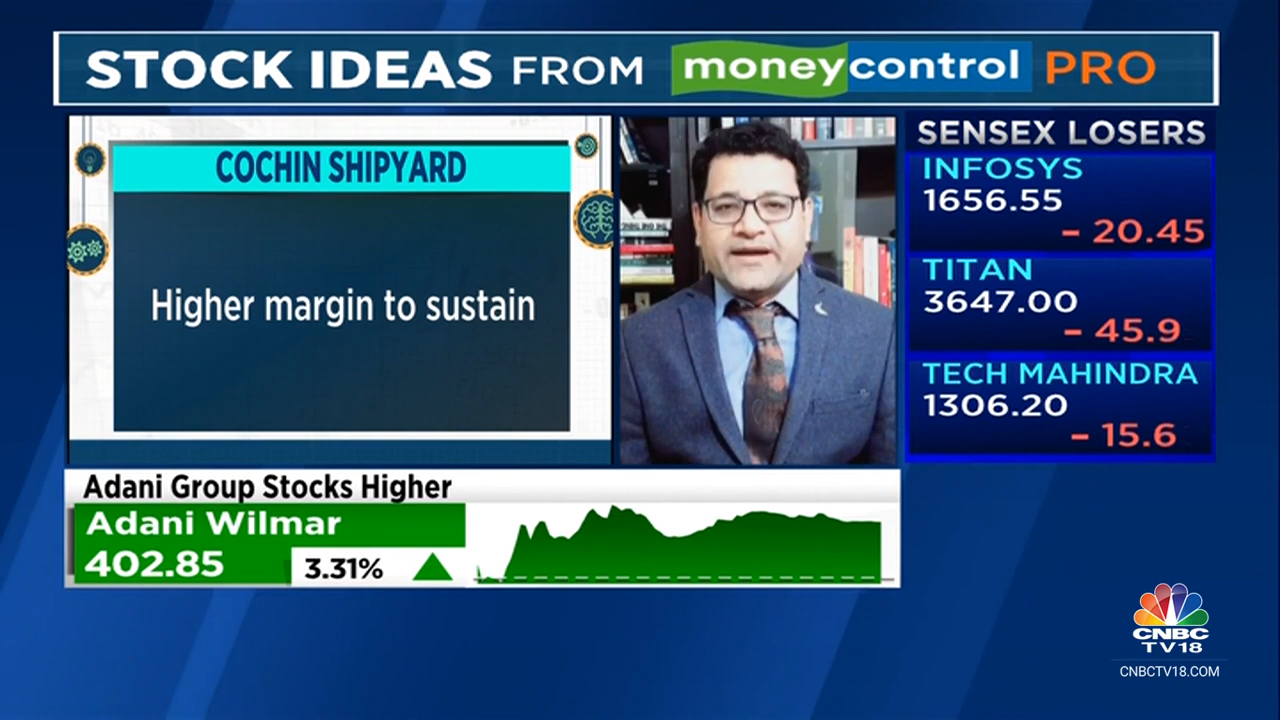 STOCK IDEAS FROM moneycontrol PRO
COCHIN SHIPYARD
Higher margin to sustain
SENSEX LOSERS
INFOSYS
1656.55
- 20.45
TITAN
3647.00
- 45.9
TECH MAHINDRA
1306.20
- 15.6
Adani Group Stocks Higher
Adani Wilmar
402.85 3.31%
CNBC
TV18
CNBCTV18.COM